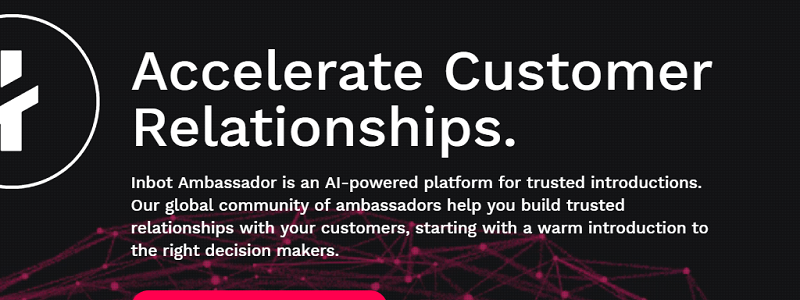 Accelerate Customer
Relationships.
Inbot Ambassador is an AI-powered platform for trusted introductions.
Our global community of ambassadors help you build trusted
relationships with your customers, starting with a warm introduction to
the right decision makers.